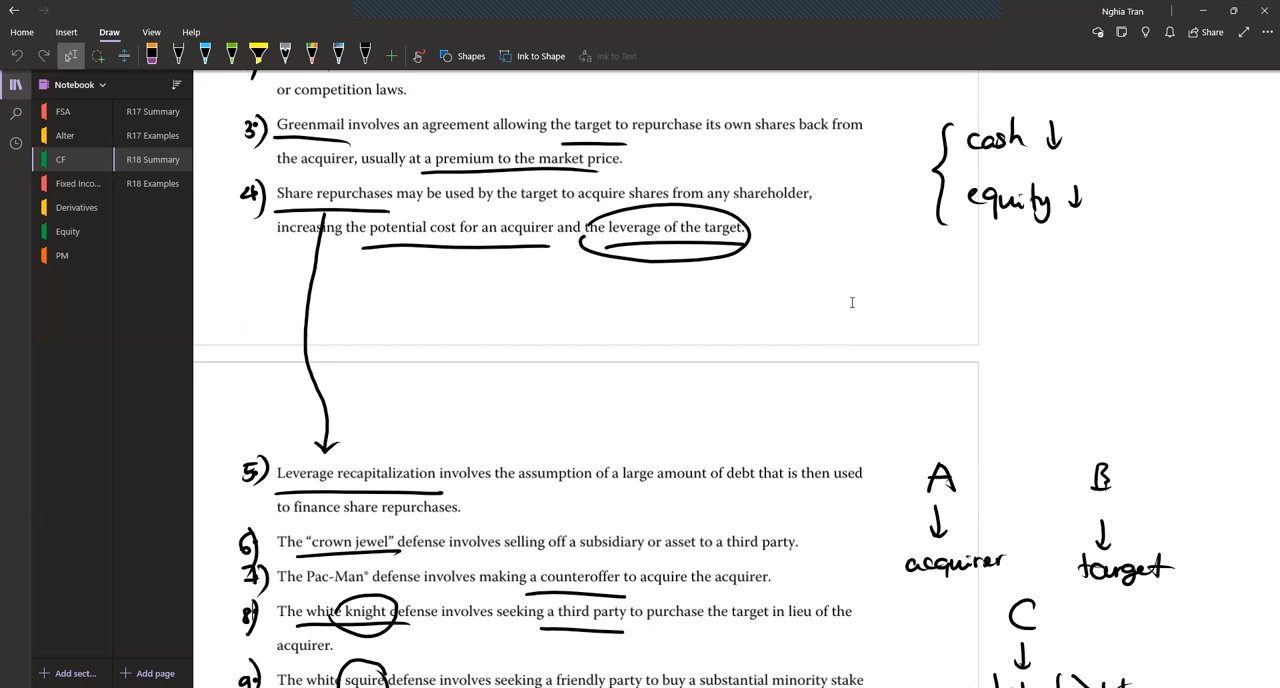 Nghia Tran
Home Insert Draw View Help
Share
Shapes Ink to Shape Ink to Text
Notebook
FSA R17 Summary
Alter R17 Examples
CF R18 Summary
Fixed Inco... R18 Examples
Derivatives
Equity
PM
Add sect... Add page
or competition laws.
3) Greenmail involves an agreement allowing the target to repurchase its own shares back from
the acquirer, usually at a premium to the market price.
4) Share repurchases may be used by the target to acquire shares from any shareholder,
increasing the potential cost for an acquirer and the leverage of the target.
cash ↓
equity ↓
5) Leverage recapitalization involves the assumption of a large amount of debt that is then used
to finance share repurchases.
6) The “crown jewel” defense involves selling off a subsidiary or asset to a third party.
7) The Pac-Man® defense involves making a counteroffer to acquire the acquirer.
8) The white knight defense involves seeking a third party to purchase the target in lieu of the
acquirer.
9) The white squire defense involves seeking a friendly party to buy a substantial minority stake
A B
↓ ↓
acquirer target
C
↓